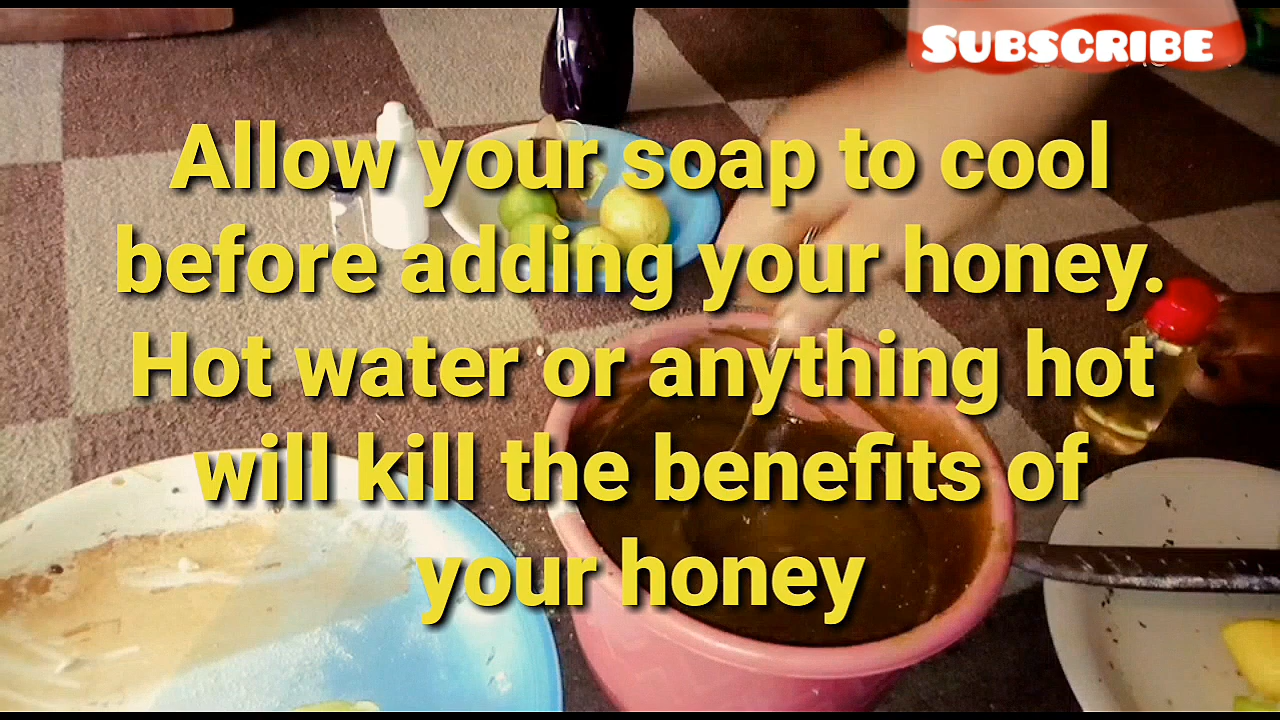 SUBSCRIBE
Allow your soap to cool
before adding your honey.
Hot water or anything hot
will kill the benefits of
your honey